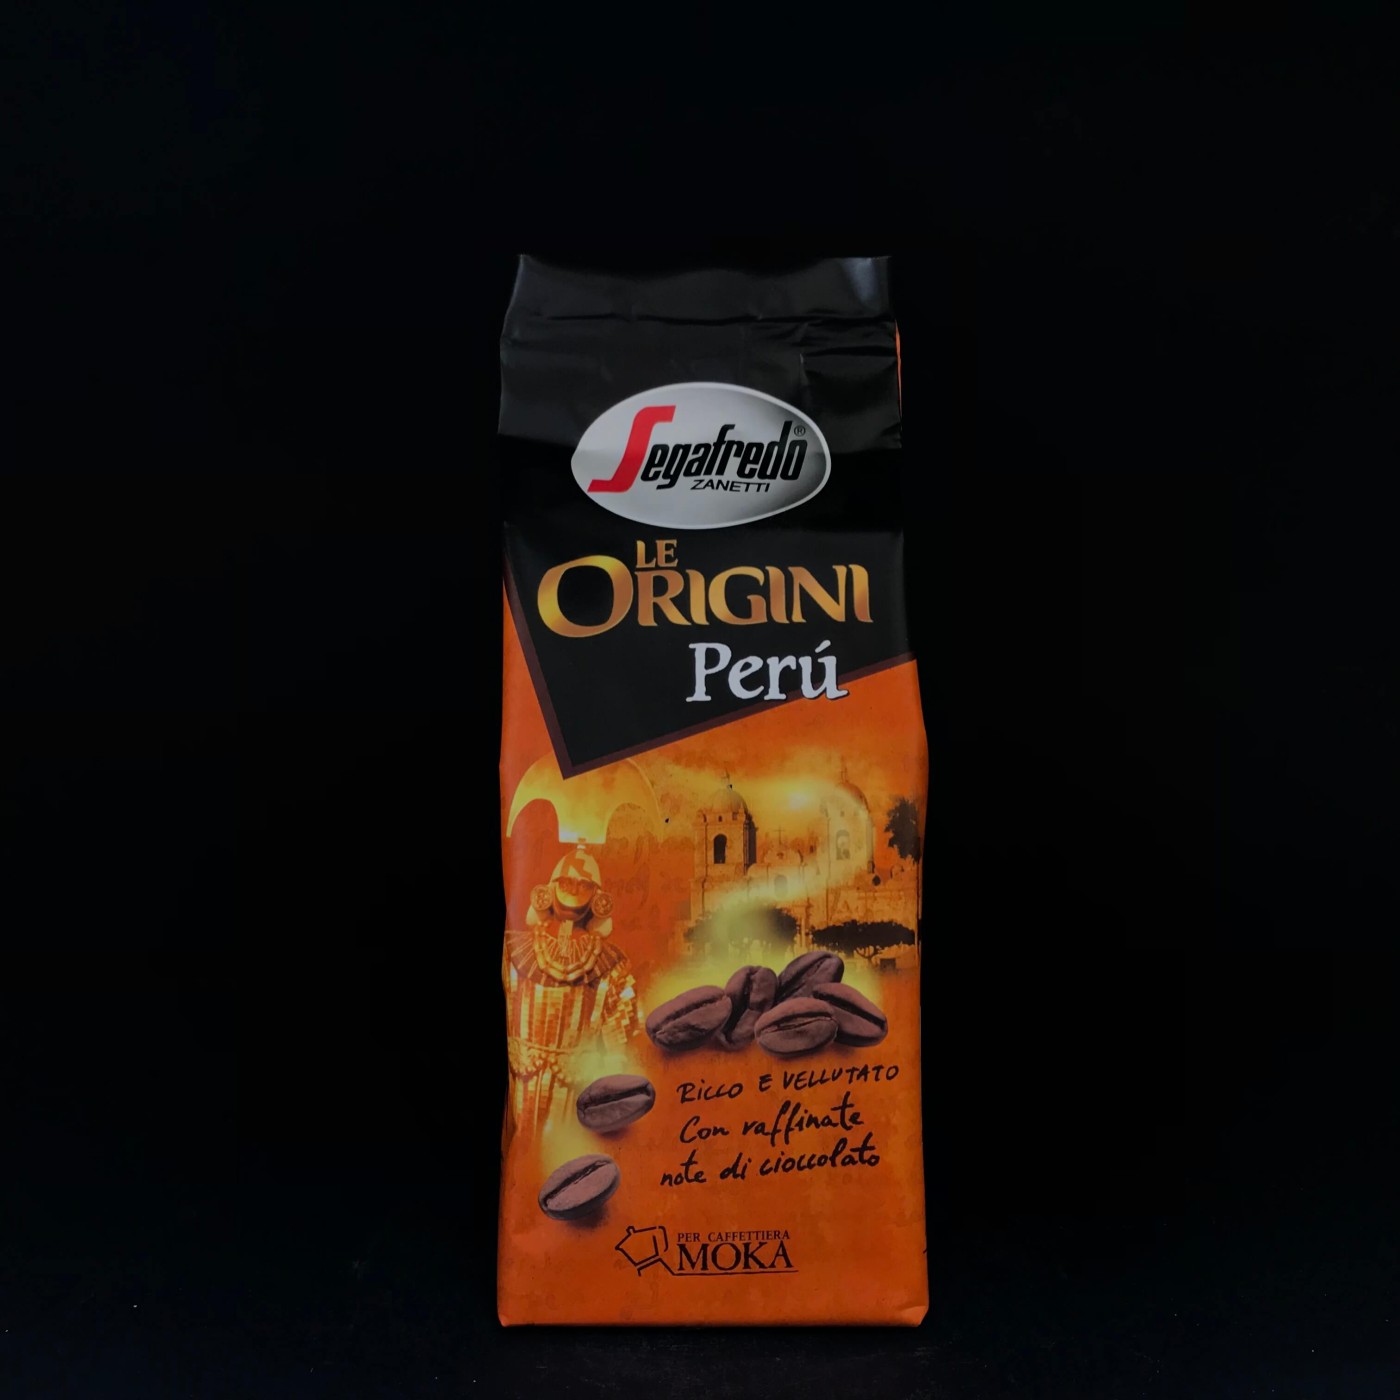 Segafredo®
ZANETTI
LE
ORIGINI
Perú
RICCO E VELLUTATO
Con raffinate
note di cioccolato
PER CAFFETTIERA
MOKA